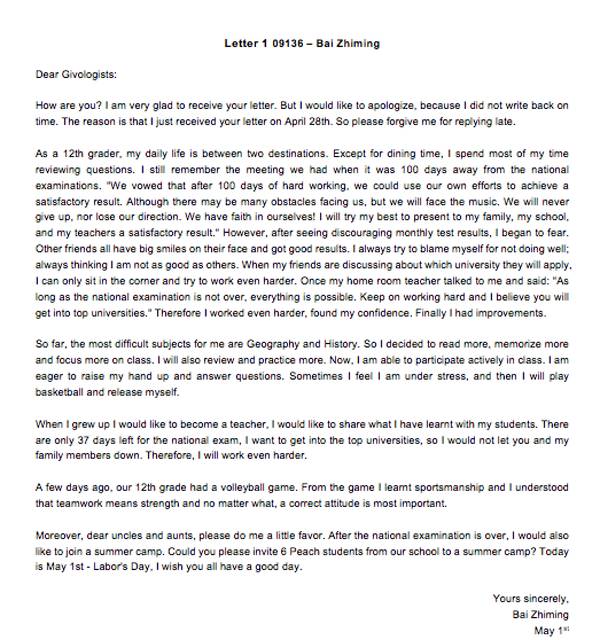 Letter 1 09136 – Bai Zhiming
Dear Givologists:
How are you? I am very glad to receive your letter. But I would like to apologize, because I did not write back on
time. The reason is that I just received your letter on April 28th. So please forgive me for replying late.
As a 12th grader, my daily life is between two destinations. Except for dining time, I spend most of my time
reviewing questions. I still remember the meeting we had when it was 100 days away from the national
examinations. "We vowed that after 100 days of hard working, we could use our own efforts to achieve a
satisfactory result. Although there may be many obstacles facing us, but we will face the music. We will never
give up, nor lose our direction. We have faith in ourselves! I will try my best to present to my family, my school,
and my teachers a satisfactory result." However, after seeing discouraging monthly test results, I began to fear.
Other friends all have big smiles on their face and got good results. I always try to blame myself for not doing well;
always thinking I am not as good as others. When my friends are discussing about which university they will apply,
I can only sit in the corner and try to work even harder. Once my home room teacher talked to me and said: "As
long as the national examination is not over, everything is possible. Keep on working hard and I believe you will
get into top universities." Therefore I worked even harder, found my confidence. Finally I had improvements.
So far, the most difficult subjects for me are Geography and History. So I decided to read more, memorize more
and focus more on class. I will also review and practice more. Now, I am able to participate actively in class. I am
eager to raise my hand up and answer questions. Sometimes I feel I am under stress, and then I will play
basketball and release myself.
When I grew up I would like to become a teacher, I would like to share what I have learnt with my students. There
are only 37 days left for the national exam, I want to get into the top universities, so I would not let you and my
family members down. Therefore, I will work even harder.
A few days ago, our 12th grade had a volleyball game. From the game I learnt sportsmanship and I understood
that teamwork means strength and no matter what, a correct attitude is most important.
Moreover, dear uncles and aunts, please do me a little favor. After the national examination is over, I would also
like to join a summer camp. Could you please invite 6 Peach students from our school to a summer camp? Today
is May 1st - Labor's Day, I wish you all have a good day.
Yours sincerely,
Bai Zhiming
May 1st